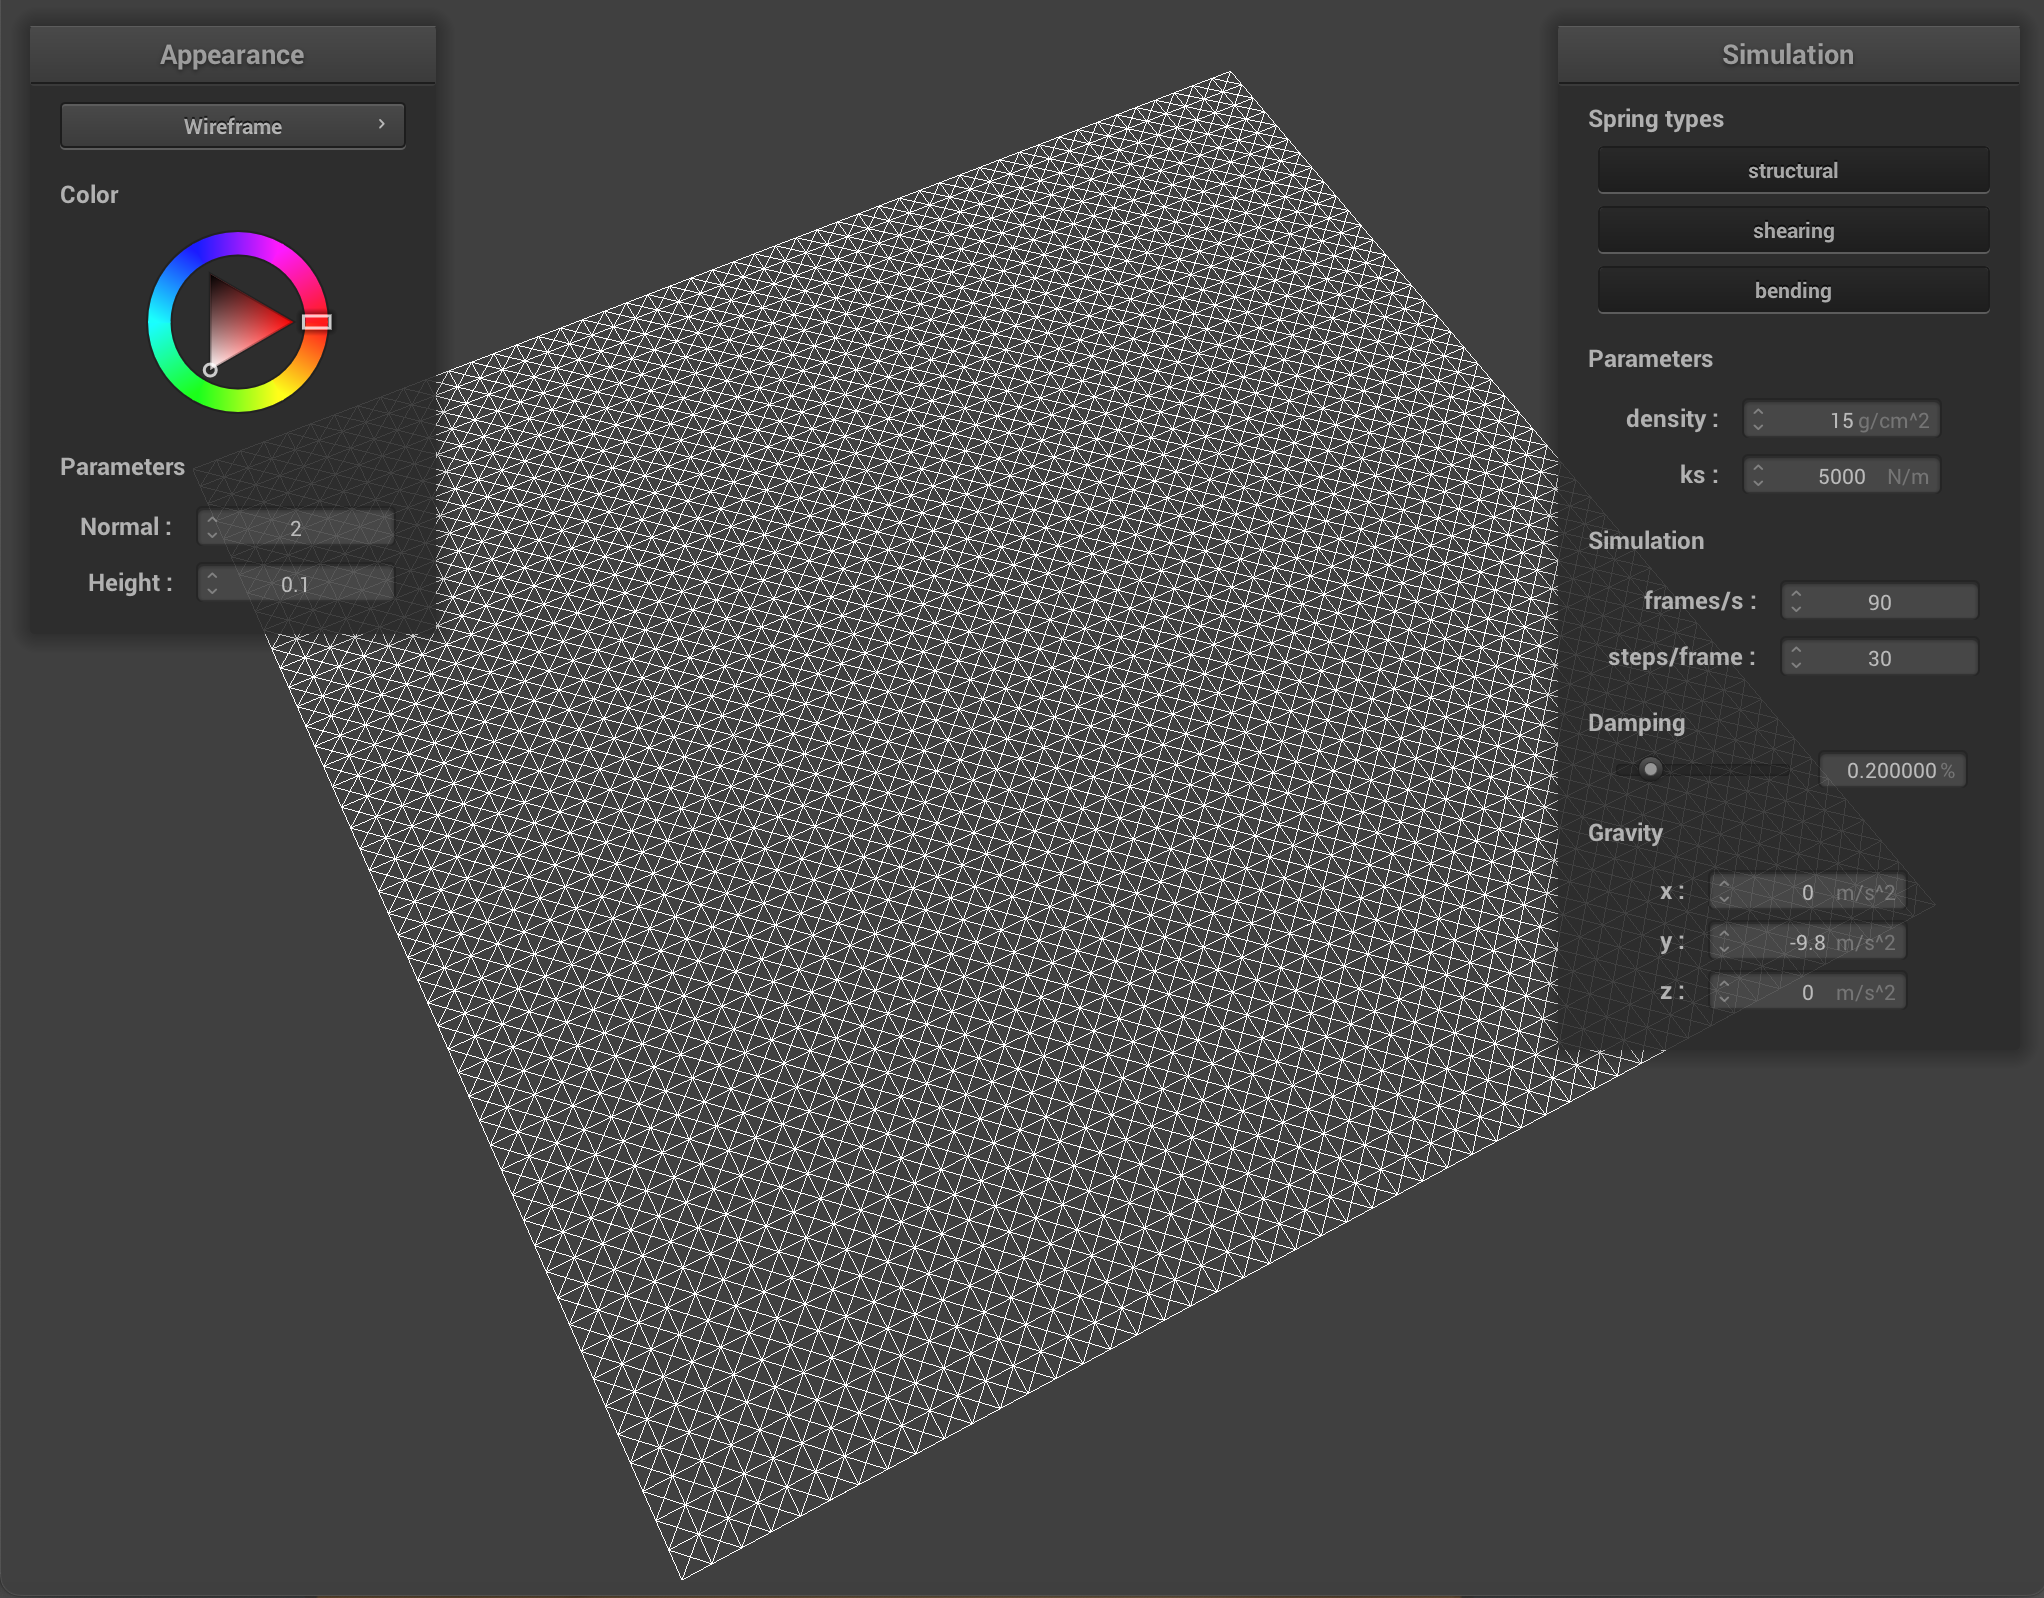 Appearance
Wireframe
Color
Parameters
Normal : 2
Height : 0.1
Simulation
Spring types
structural
shearing
bending
Parameters
density : 15 g/cm^2
ks : 5000 N/m
Simulation
frames/s : 90
steps/frame : 30
Damping
0.200000 %
Gravity
x : 0 m/s^2
y : -9.8 m/s^2
z : 0 m/s^2